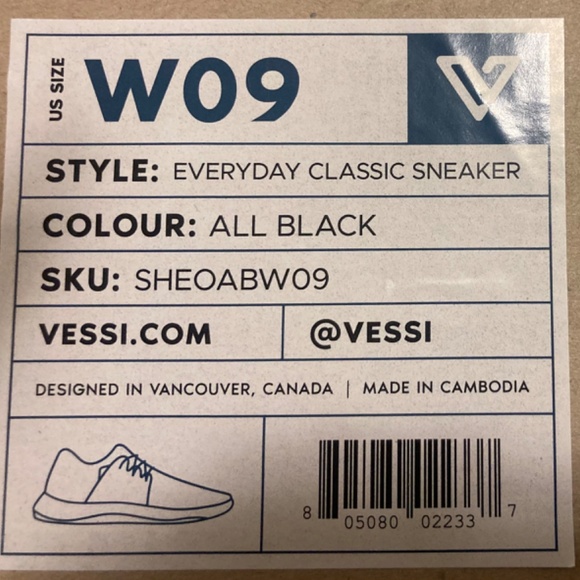 US SIZE W09
STYLE: EVERYDAY CLASSIC SNEAKER
COLOUR: ALL BLACK
SKU: SHEOABW09
VESSI.COM @VESSI
DESIGNED IN VANCOUVER, CANADA | MADE IN CAMBODIA
8 05080 02233 7